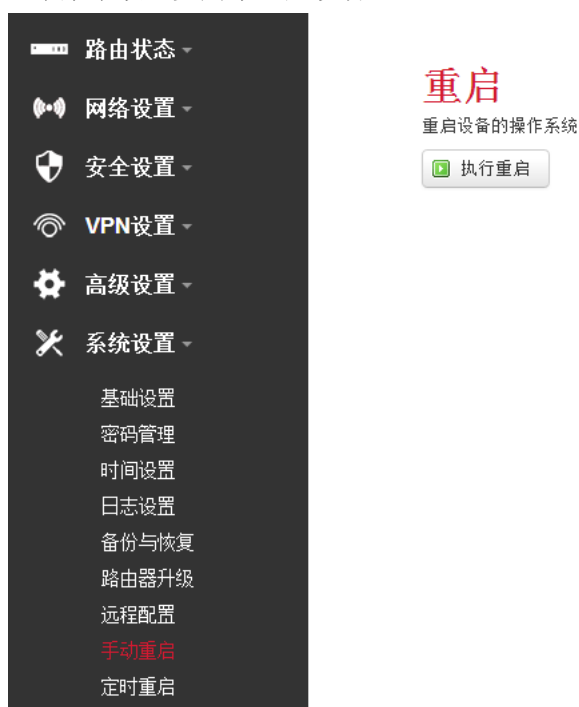 路由状态
网络设置
安全设置
VPN设置
高级设置
系统设置
基础设置
密码管理
时间设置
日志设置
备份与恢复
路由器升级
远程配置
手动重启
定时重启
重启
重启设备的操作系统
执行重启